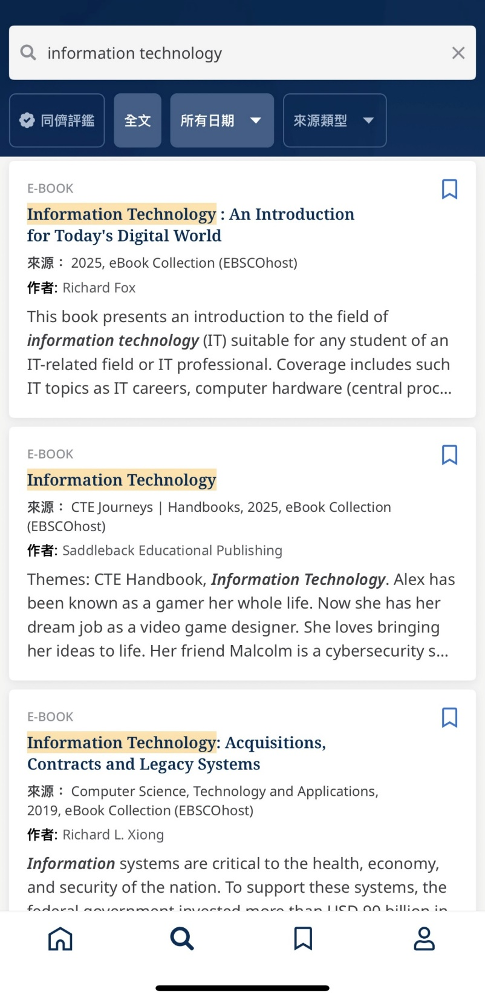 information technology
同儕評鑑 全文 所有日期 來源類型
E-BOOK
Information Technology : An Introduction
for Today's Digital World
來源： 2025, eBook Collection (EBSCOhost)
作者: Richard Fox
This book presents an introduction to the field of
information technology (IT) suitable for any student of an
IT-related field or IT professional. Coverage includes such
IT topics as IT careers, computer hardware (central proc...
E-BOOK
Information Technology
來源： CTE Journeys | Handbooks, 2025, eBook Collection
(EBSCOhost)
作者: Saddleback Educational Publishing
Themes: CTE Handbook, Information Technology. Alex has
been known as a gamer her whole life. Now she has her
dream job as a video game designer. She loves bringing
her ideas to life. Her friend Malcolm is a cybersecurity s...
E-BOOK
Information Technology: Acquisitions,
Contracts and Legacy Systems
來源： Computer Science, Technology and Applications,
2019, eBook Collection (EBSCOhost)
作者: Richard L. Xiong
Information systems are critical to the health, economy,
and security of the nation. To support these systems, the
federal government invested more than USD 90 billion in